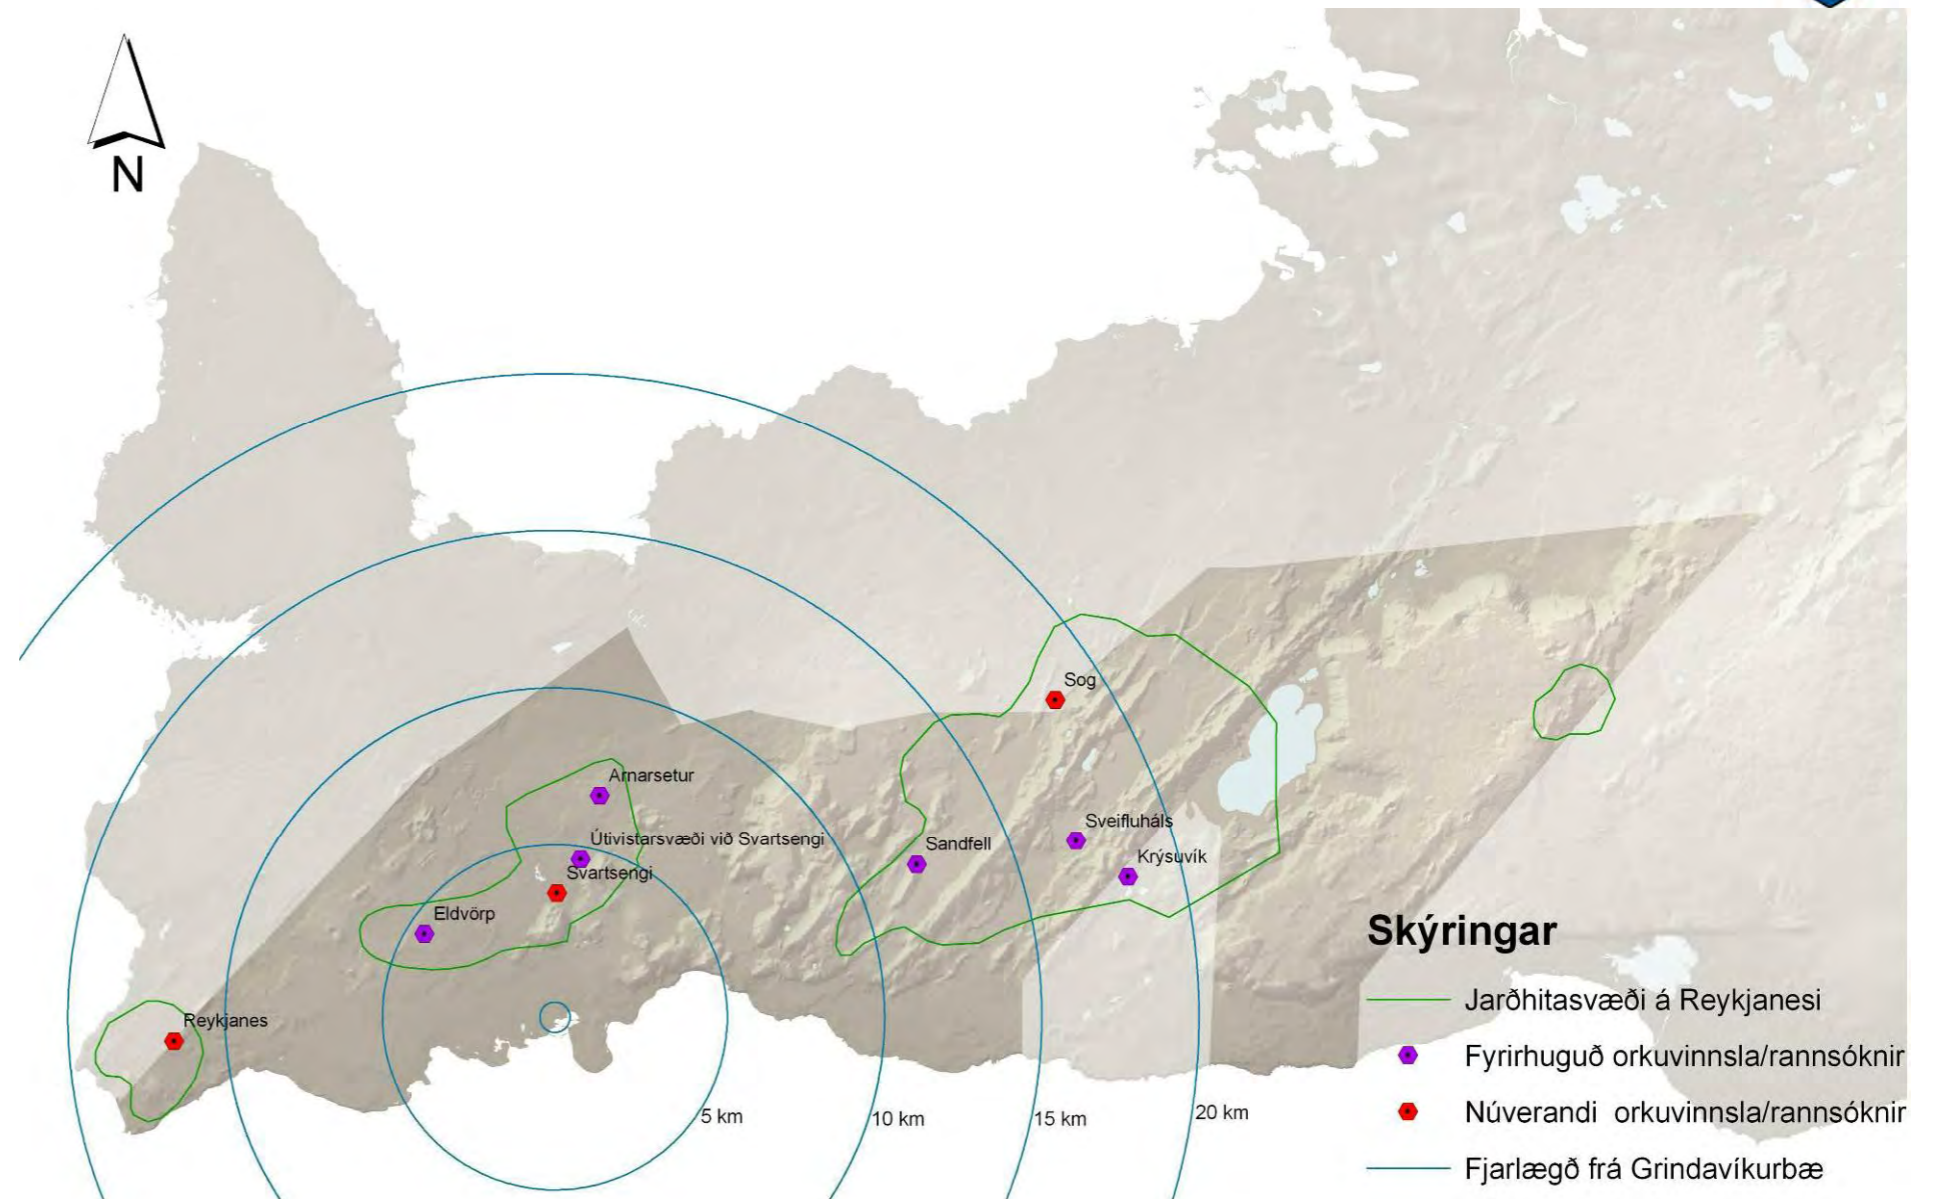 N
Sog
Arnarsetur
Útivistarsvæði við Svartsengi
Svartsengi
Sandfell
Sveifluháls
Krýsuvík
Eldvörp
Reykjanes
5 km
10 km
15 km
20 km
Skýringar
Jarðhitasvæði á Reykjanesi
Fyrirhuguð orkuvinnsla/rannsóknir
Núverandi orkuvinnsla/rannsóknir
Fjarlægð frá Grindavíkurbæ